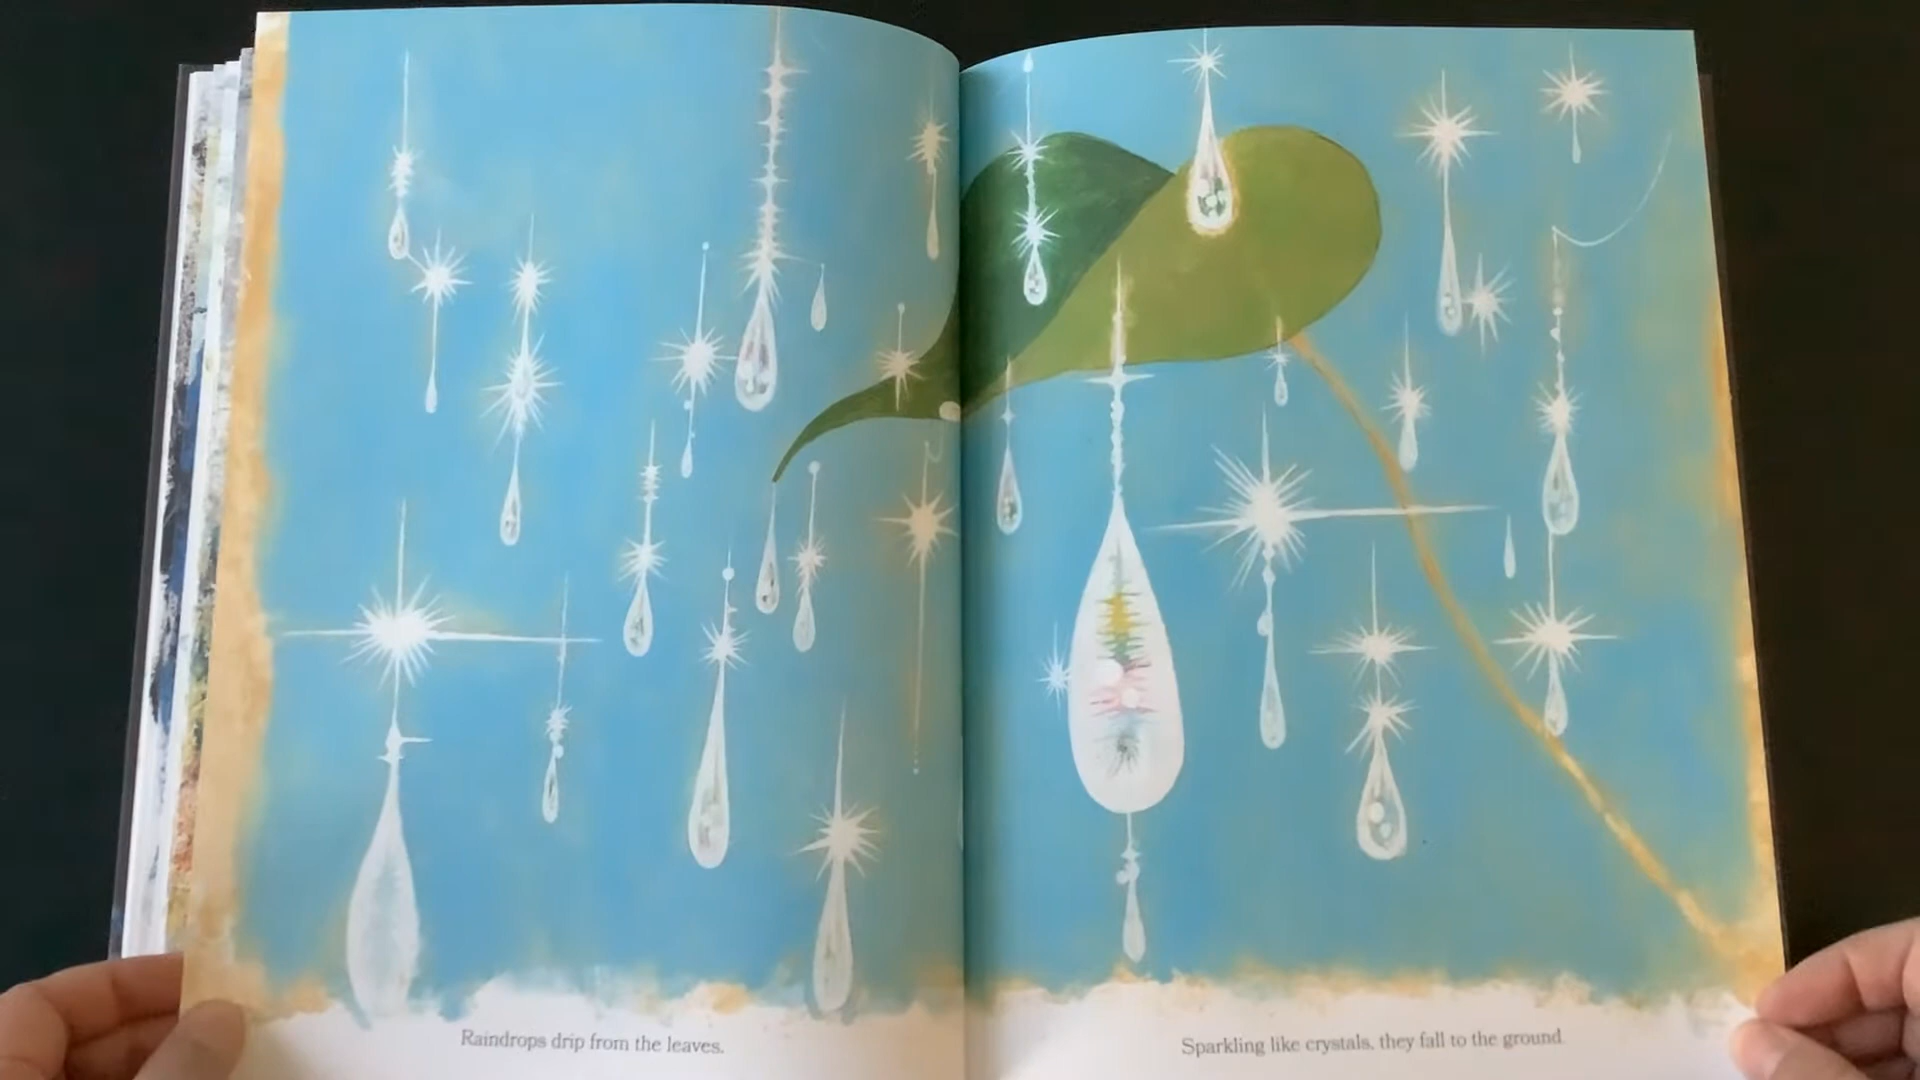 Raindrops drip from the leaves.
Sparkling like crystals, they fall to the ground.